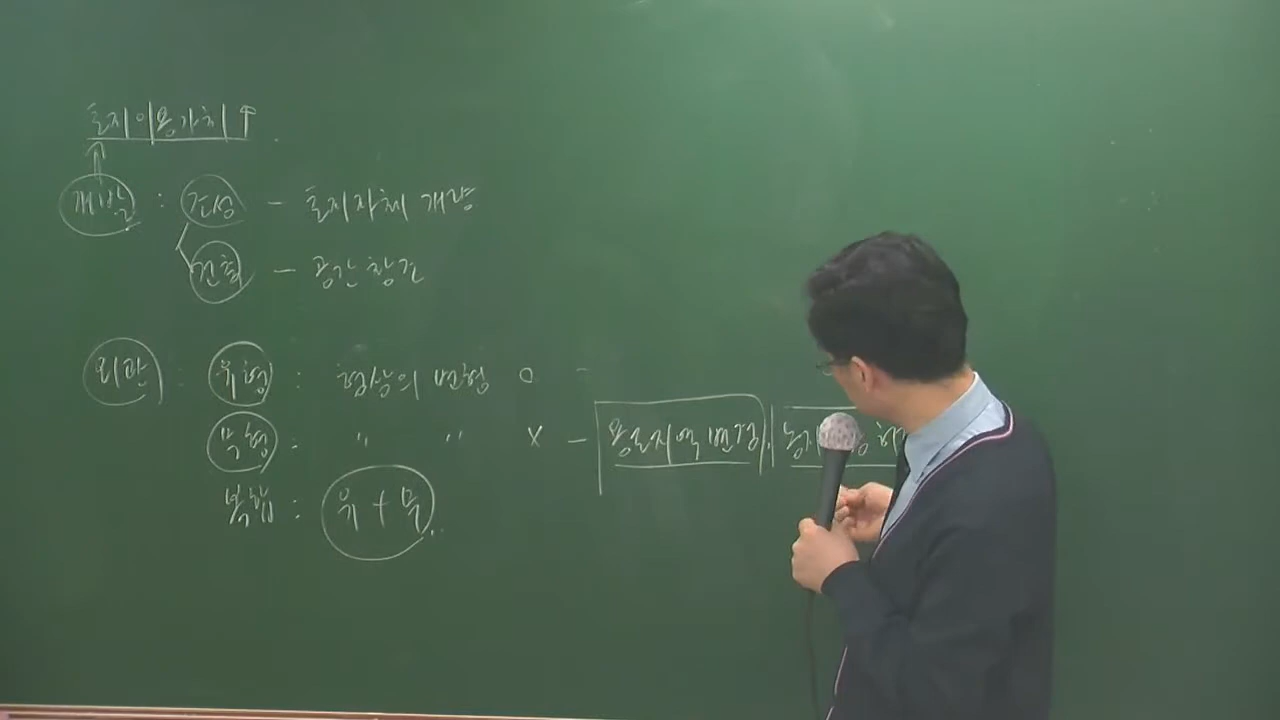 토지이용가치↑
개발 : 조성 - 토지자체 개량
건축 - 공간창조
외관 : 유형 : 형상의 변형 o -
무형 : " " x - 용도지역변경,
복합 : 유+무